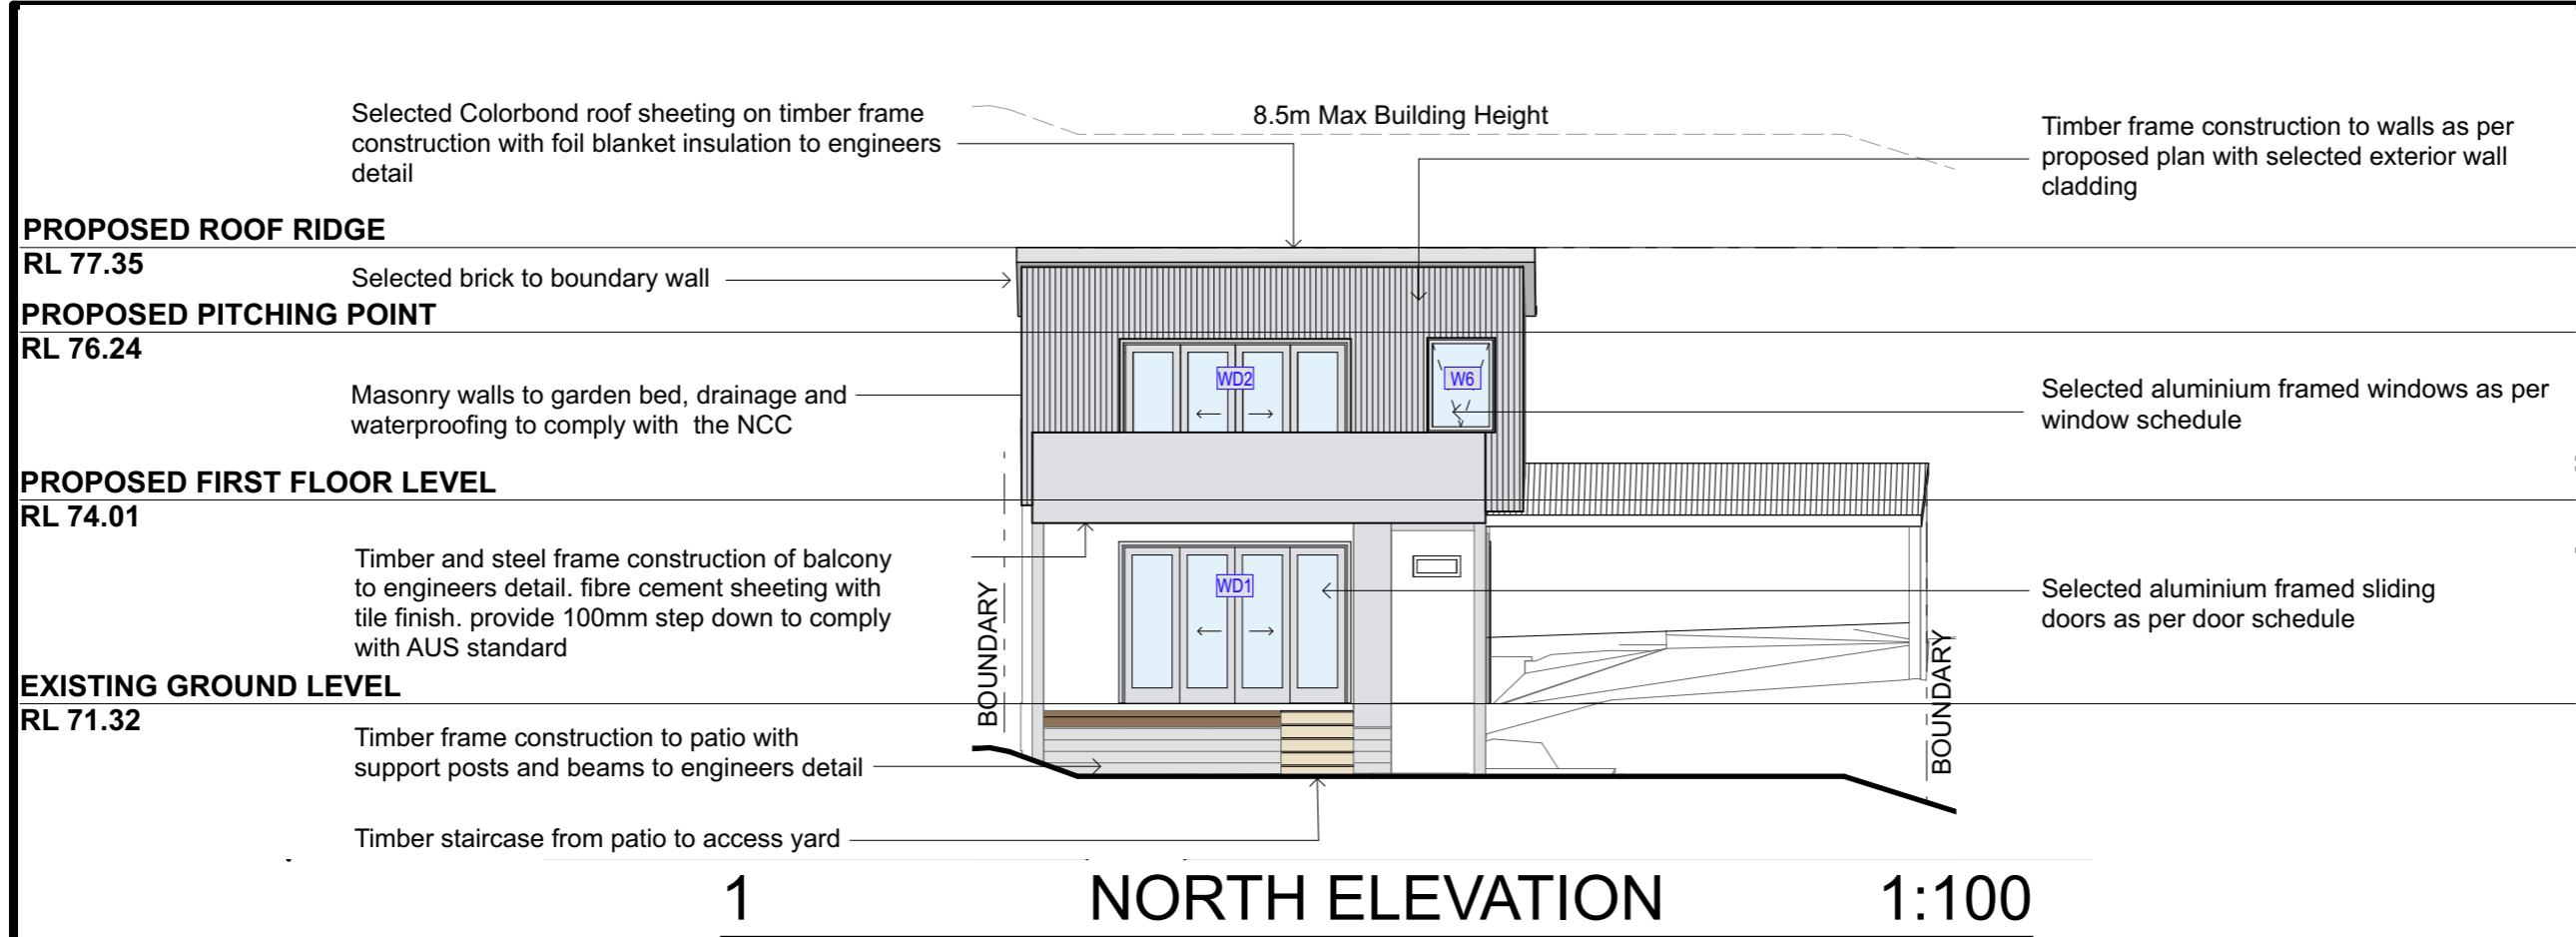 Selected Colorbond roof sheeting on timber frame
construction with foil blanket insulation to engineers
detail
8.5m Max Building Height
Timber frame construction to walls as per
proposed plan with selected exterior wall
cladding
PROPOSED ROOF RIDGE
RL 77.35
Selected brick to boundary wall
PROPOSED PITCHING POINT
RL 76.24
WD2
W6
Masonry walls to garden bed, drainage and
waterproofing to comply with the NCC
Selected aluminium framed windows as per
window schedule
PROPOSED FIRST FLOOR LEVEL
RL 74.01
Timber and steel frame construction of balcony
to engineers detail. fibre cement sheeting with
tile finish. provide 100mm step down to comply
with AUS standard
BOUNDARY
WD1
Selected aluminium framed sliding
doors as per door schedule
BOUNDARY
EXISTING GROUND LEVEL
RL 71.32
Timber frame construction to patio with
support posts and beams to engineers detail
Timber staircase from patio to access yard
1 NORTH ELEVATION 1:100